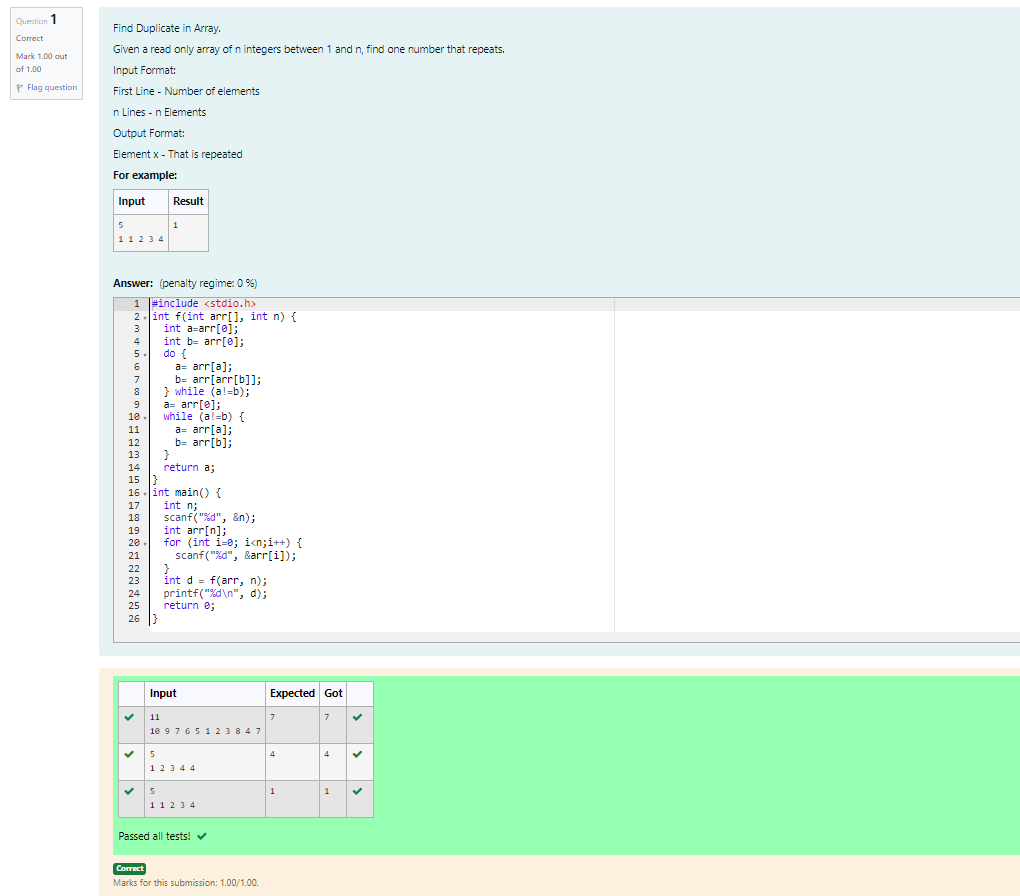 Question 1
Correct
Mark 1.00 out
of 1.00
Flag question
Find Duplicate in Array.
Given a read only array of n integers between 1 and n, find one number that repeats.
Input Format:
First Line - Number of elements
n Lines - n Elements
Output Format:
Element x - That is repeated
For example:
Input Result
5 1
1 1 2 3 4
Answer: (penalty regime: 0 %)
1 #include <stdio.h>
2 int f(int arr[], int n) {
3   int a=arr[0];
4   int b= arr[0];
5   do {
6     a= arr[a];
7     b= arr[arr[b]];
8   } while (a!=b);
9   a= arr[0];
10   while (a!=b) {
11     a= arr[a];
12     b= arr[b];
13   }
14   return a;
15 }
16 int main() {
17   int n;
18   scanf("%d", &n);
19   int arr[n];
20   for (int i=0; i<n;i++) {
21     scanf("%d", &arr[i]);
22   }
23   int d = f(arr, n);
24   printf("%d\n", d);
25   return 0;
26 }
Input Expected Got
11 7 7
10 9 7 6 5 1 2 3 8 4 7
5 4 4
1 2 3 4 4
5 1 1
1 1 2 3 4
Passed all tests!
Correct
Marks for this submission: 1.00/1.00.